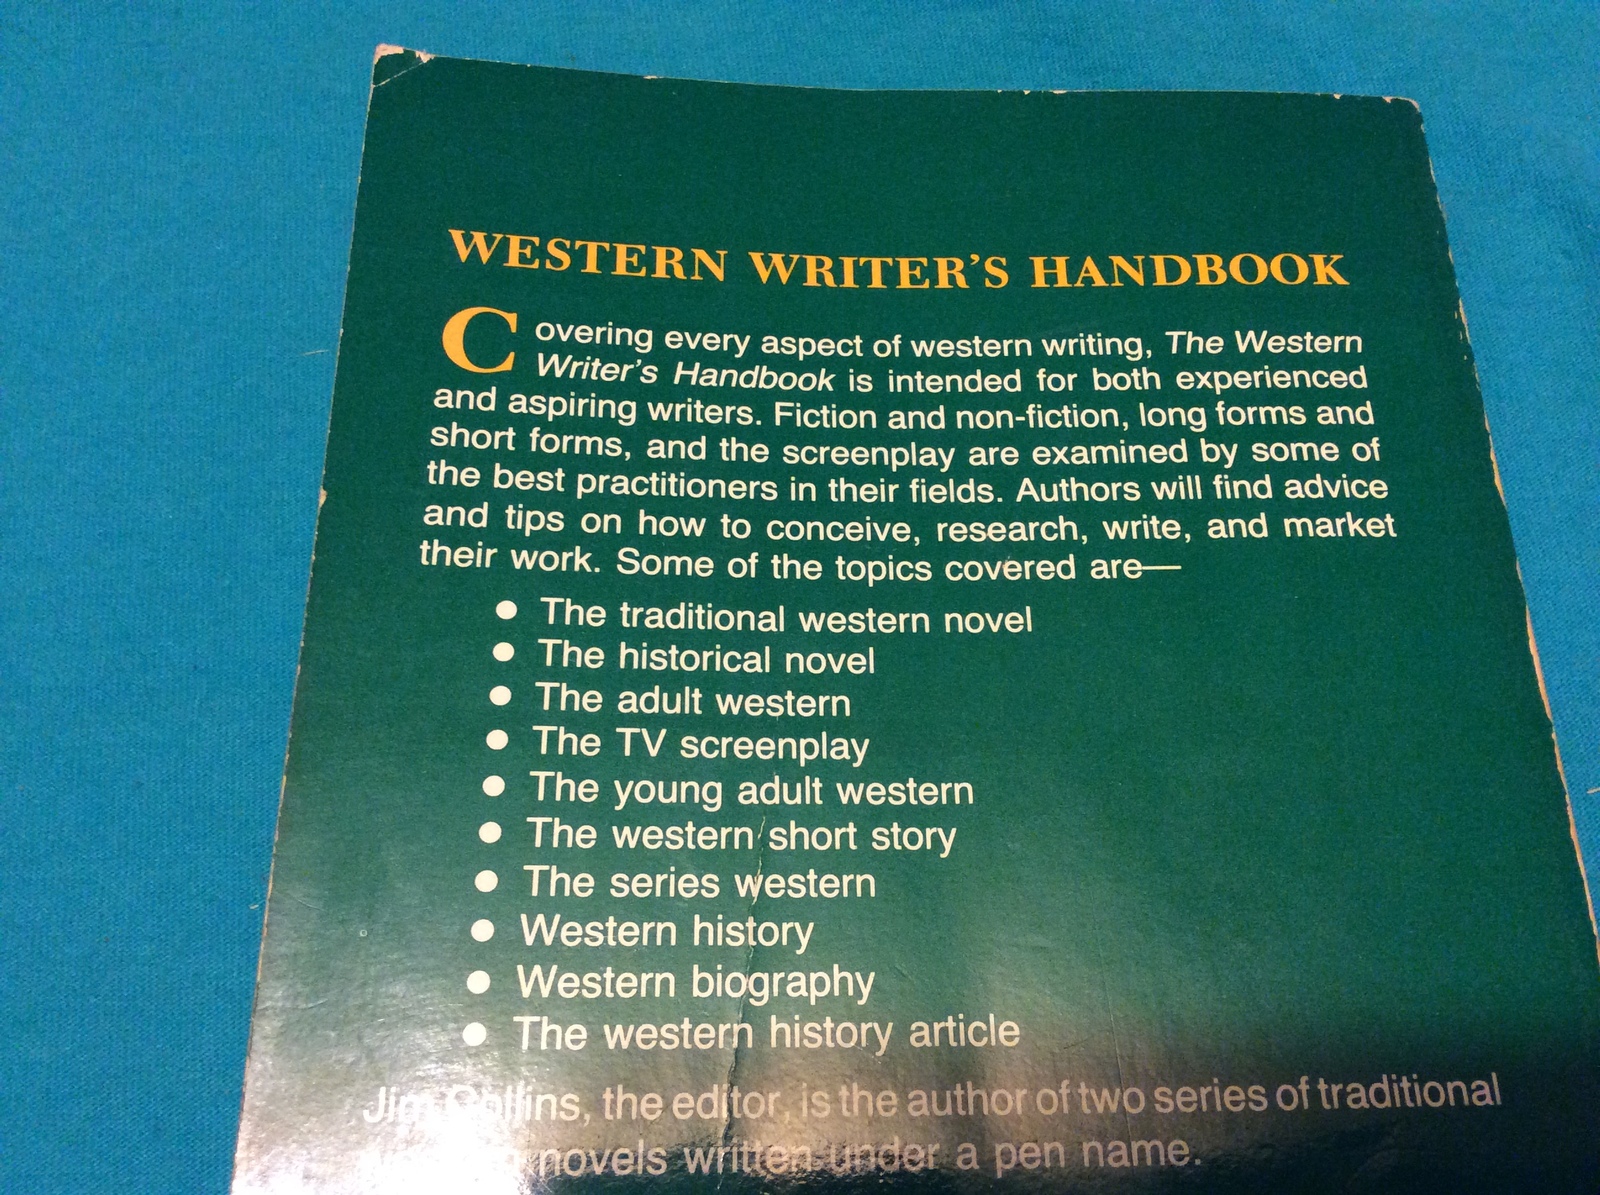 WESTERN WRITER'S HANDBOOK
Covering every aspect of western writing, The Western
Writer's Handbook is intended for both experienced
and aspiring writers. Fiction and non-fiction, long forms and
short forms, and the screenplay are examined by some of
the best practitioners in their fields. Authors will find advice
and tips on how to conceive, research, write, and market
their work. Some of the topics covered are—
● The traditional western novel
● The historical novel
● The adult western
● The TV screenplay
● The young adult western
● The western short story
● The series western
● Western history
● Western biography
● The western history article
Jim Collins, the editor, is the author of two series of traditional
novels written under a pen name.